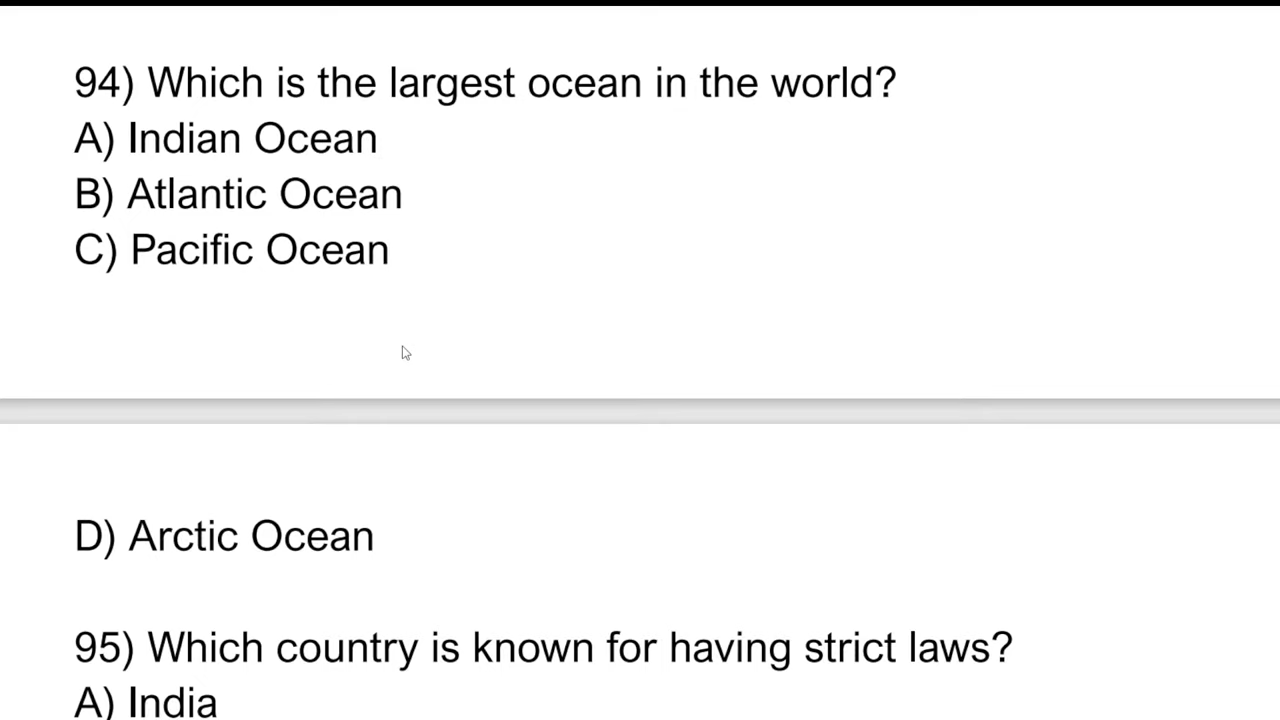 94) Which is the largest ocean in the world?
A) Indian Ocean
B) Atlantic Ocean
C) Pacific Ocean
D) Arctic Ocean
95) Which country is known for having strict laws?
A) India